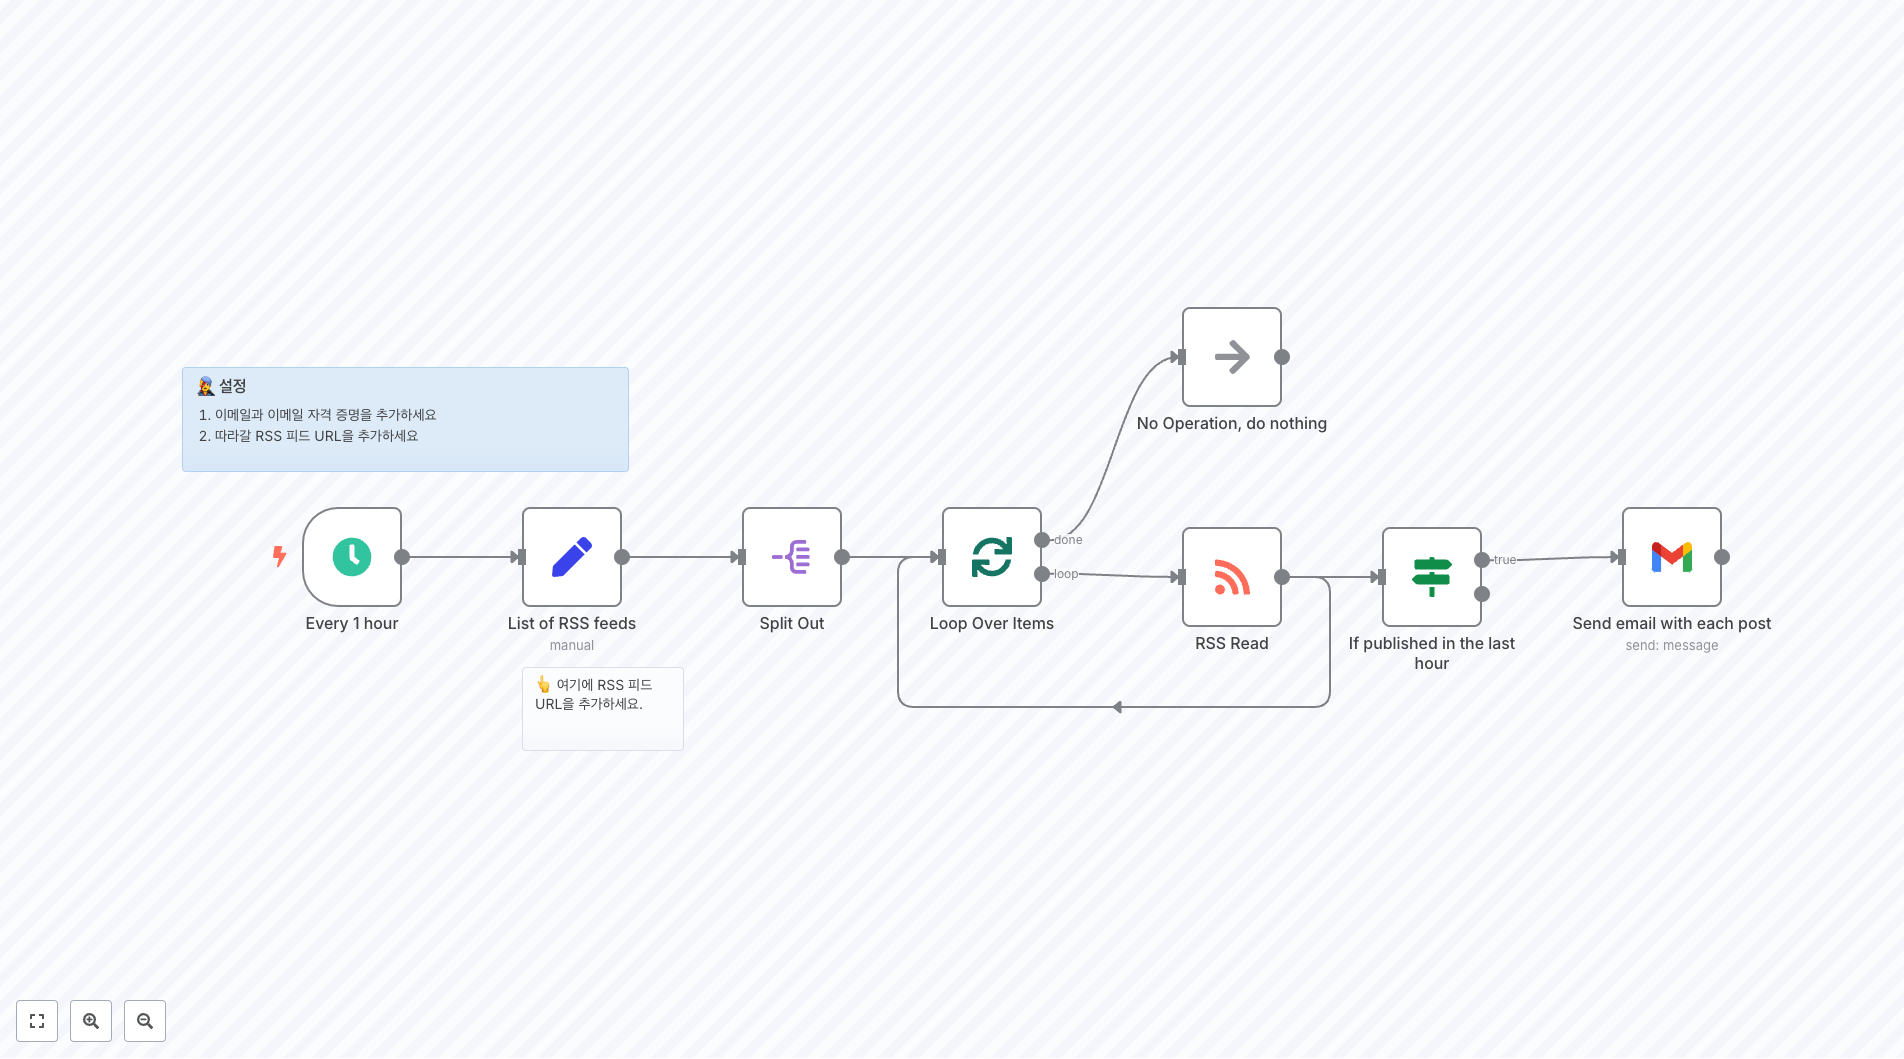 설정
1. 이메일과 이메일 자격 증명을 추가하세요
2. 따라갈 RSS 피드 URL을 추가하세요
No Operation, do nothing
done
loop
true
Every 1 hour
List of RSS feeds
manual
Split Out
Loop Over Items
RSS Read
If published in the last
hour
Send email with each post
send: message
여기에 RSS 피드
URL을 추가하세요.